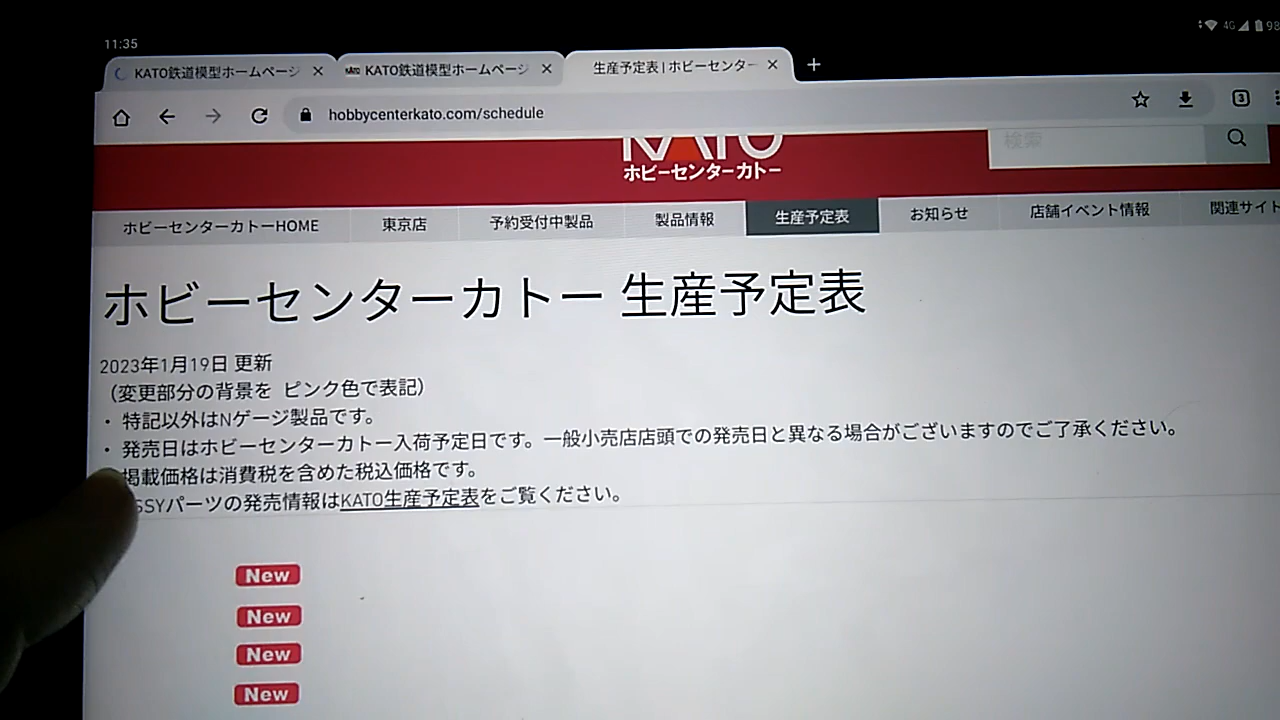 11:35
4G
98
KATO鉄道模型ホームページ
KATO鉄道模型ホームページ
生産予定表 | ホビーセンター
hobbycenterkato.com/schedule
3
KATO
検索
ホビーセンターカトー
ホビーセンターカトーHOME 東京店 予約受付中製品 製品情報 生産予定表 お知らせ 店舗イベント情報 関連サイト
ホビーセンターカトー 生産予定表
2023年1月19日 更新
（変更部分の背景を ピンク色で表記）
・ 特記以外はNゲージ製品です。
・ 発売日はホビーセンターカトー入荷予定日です。一般小売店店頭での発売日と異なる場合がございますのでご了承ください。
掲載価格は消費税を含めた税込価格です。
SSYパーツの発売情報はKATO生産予定表をご覧ください。
New
New
New
New